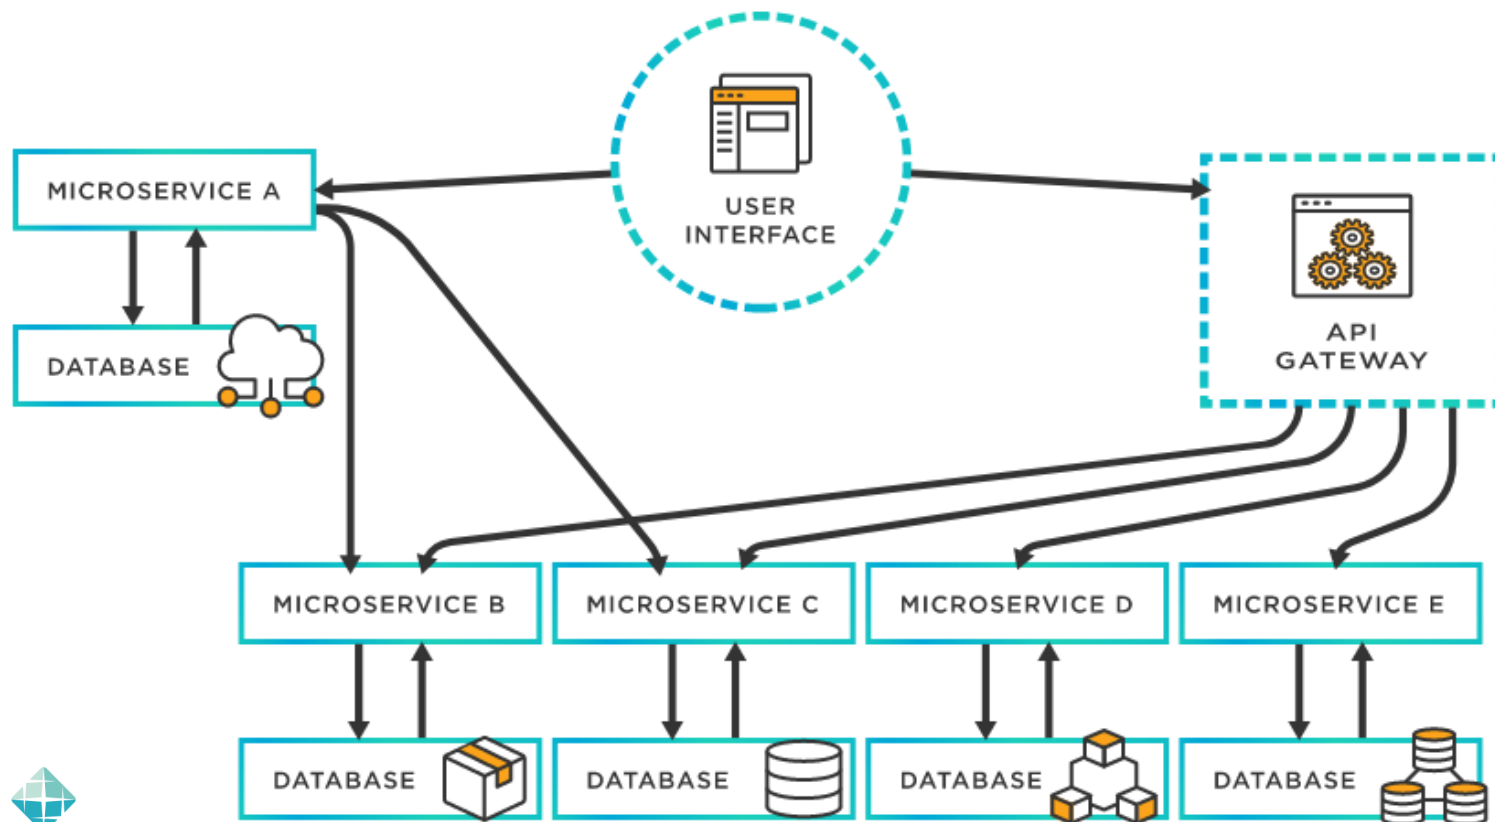 USER
INTERFACE
MICROSERVICE A
DATABASE
API
GATEWAY
MICROSERVICE B
MICROSERVICE C
MICROSERVICE D
MICROSERVICE E
DATABASE
DATABASE
DATABASE
DATABASE